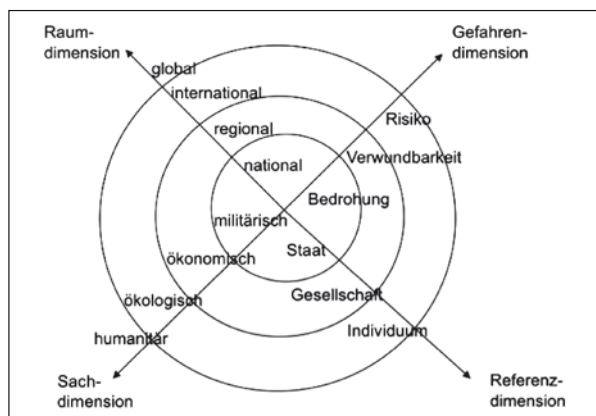 Raum-
dimension
Gefahren-
dimension
global
international
regional
national
Risiko
Verwundbarkeit
Bedrohung
militärisch
ökonomisch
ökologisch
humanitär
Staat
Gesellschaft
Individuum
Sach-
dimension
Referenz-
dimension